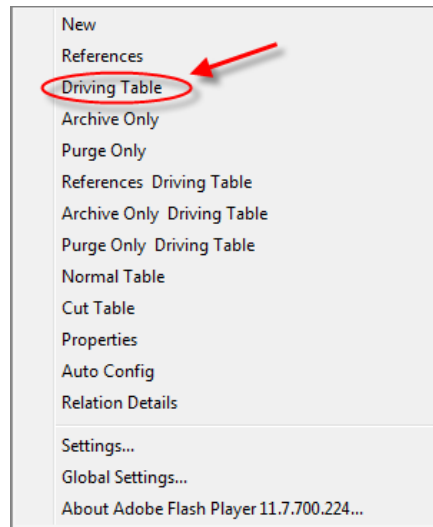 New
References
Driving Table
Archive Only
Purge Only
References  Driving Table
Archive Only  Driving Table
Purge Only  Driving Table
Normal Table
Cut Table
Properties
Auto Config
Relation Details
Settings...
Global Settings...
About Adobe Flash Player 11.7.700.224...